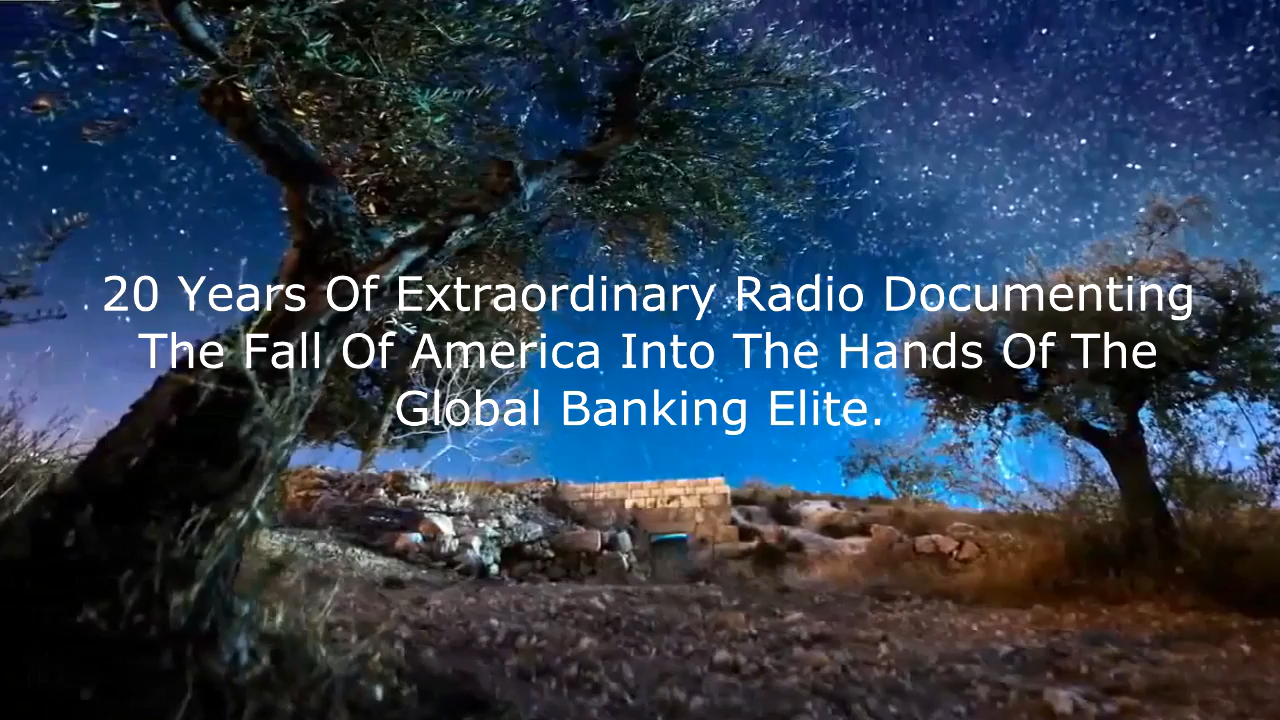 20 Years Of Extraordinary Radio Documenting
The Fall Of America Into The Hands Of The
Global Banking Elite.